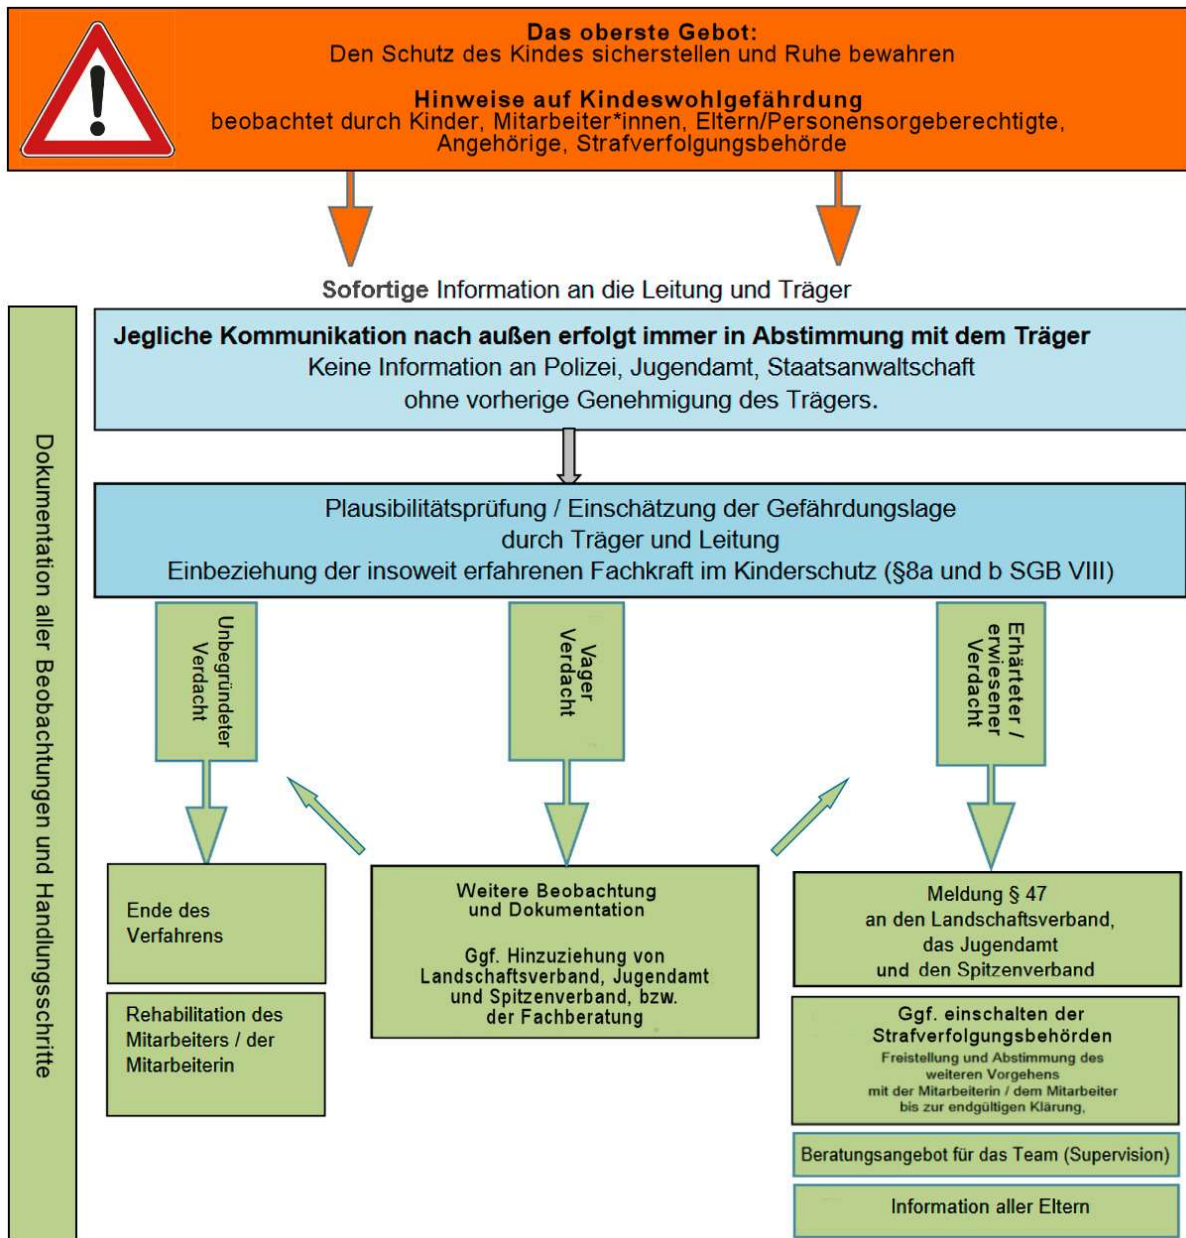 Das oberste Gebot:
Den Schutz des Kindes sicherstellen und Ruhe bewahren
Hinweise auf Kindeswohlgefährdung
beobachtet durch Kinder, Mitarbeiter*innen, Eltern/Personensorgeberechtigte,
Angehörige, Strafverfolgungsbehörde
Sofortige Information an die Leitung und Träger
Dokumentation aller Beobachtungen und Handlungsschritte
Jegliche Kommunikation nach außen erfolgt immer in Abstimmung mit dem Träger
Keine Information an Polizei, Jugendamt, Staatsanwaltschaft
ohne vorherige Genehmigung des Trägers.
Plausibilitätsprüfung / Einschätzung der Gefährdungslage
durch Träger und Leitung
Einbeziehung der insoweit erfahrenen Fachkraft im Kinderschutz (§8a und b SGB VIII)
Unbegründeter
Verdacht
Vager
Verdacht
Erhärteter /
erwiesener
Verdacht
Ende des
Verfahrens
Rehabilitation des
Mitarbeiters / der
Mitarbeiterin
Weitere Beobachtung
und Dokumentation
Ggf. Hinzuziehung von
Landschaftsverband, Jugendamt
und Spitzenverband, bzw.
der Fachberatung
Meldung § 47
an den Landschaftsverband,
das Jugendamt
und den Spitzenverband
Ggf. einschalten der
Strafverfolgungsbehörden
Freistellung und Abstimmung des
weiteren Vorgehens
mit der Mitarbeiterin / dem Mitarbeiter
bis zur endgültigen Klärung,
Beratungsangebot für das Team (Supervision)
Information aller Eltern